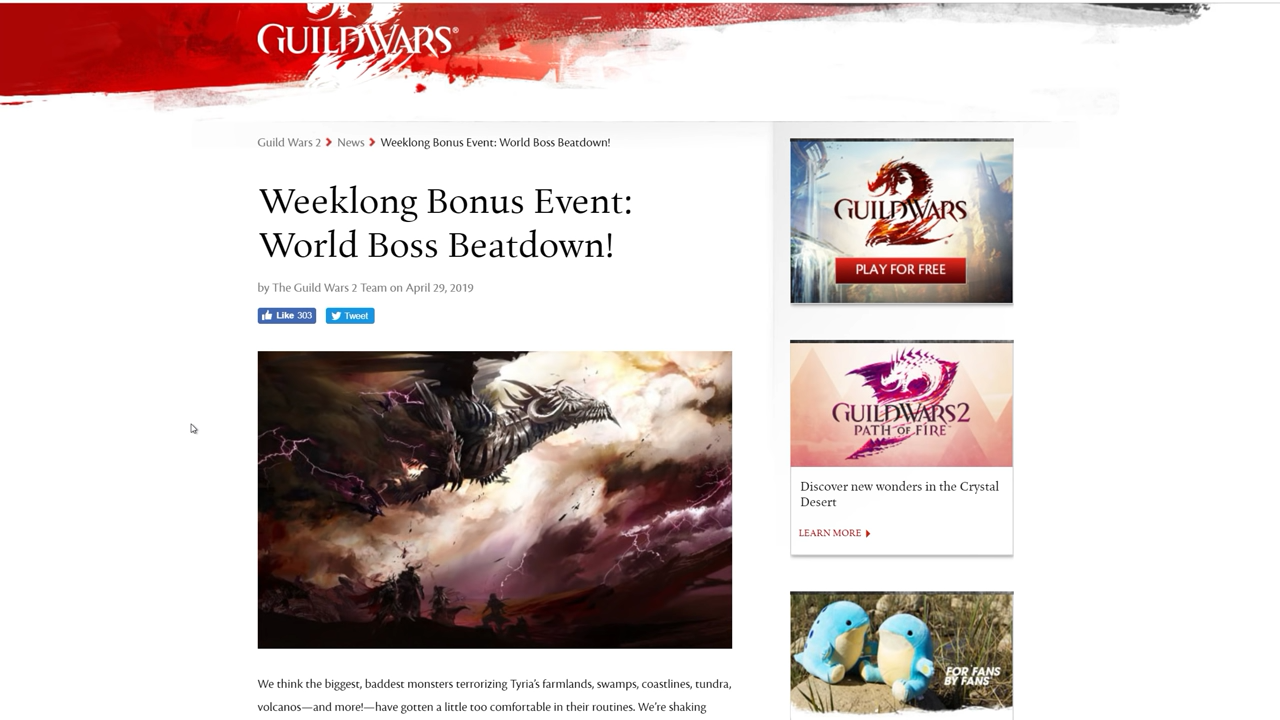 GUILDWARS®
Guild Wars 2 News Weeklong Bonus Event: World Boss Beatdown!
Weeklong Bonus Event:
World Boss Beatdown!
by The Guild Wars 2 Team on April 29, 2019
Like 303 Tweet
We think the biggest, baddest monsters terrorizing Tyria's farmlands, swamps, coastlines, tundra,
volcanos—and more!—have gotten a little too comfortable in their routines. We're shaking
GUILDWARS
PLAY FOR FREE
GUILDWARS2
PATH OF FIRE™
Discover new wonders in the Crystal
Desert
LEARN MORE
FOR FANS
BY FANS